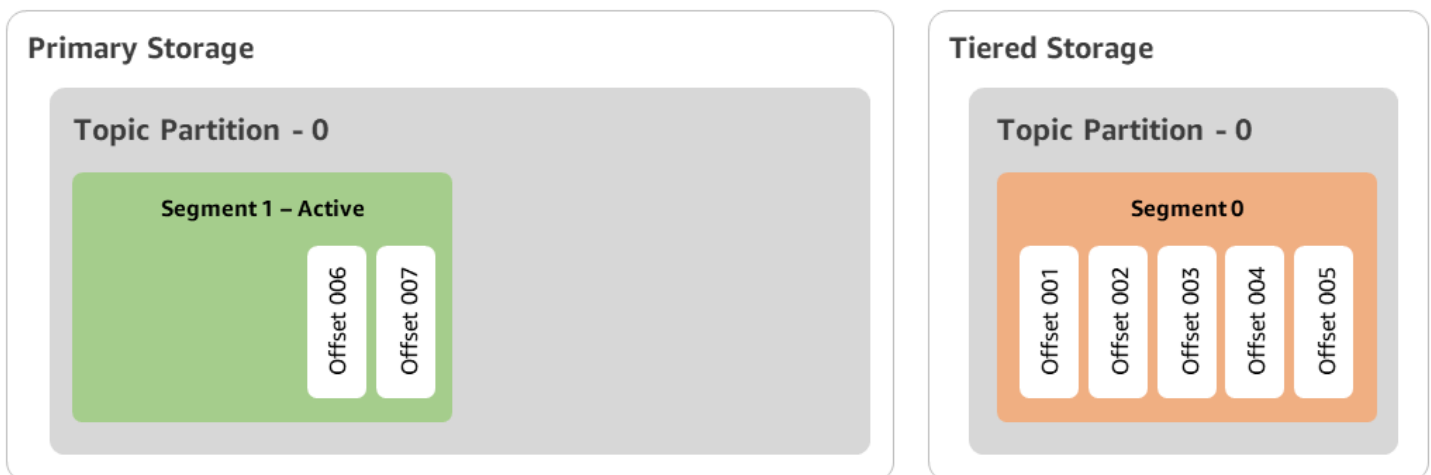 Primary Storage
Topic Partition - 0
Segment 1 – Active
Offset 006
Offset 007
Tiered Storage
Topic Partition - 0
Segment 0
Offset 001
Offset 002
Offset 003
Offset 004
Offset 005